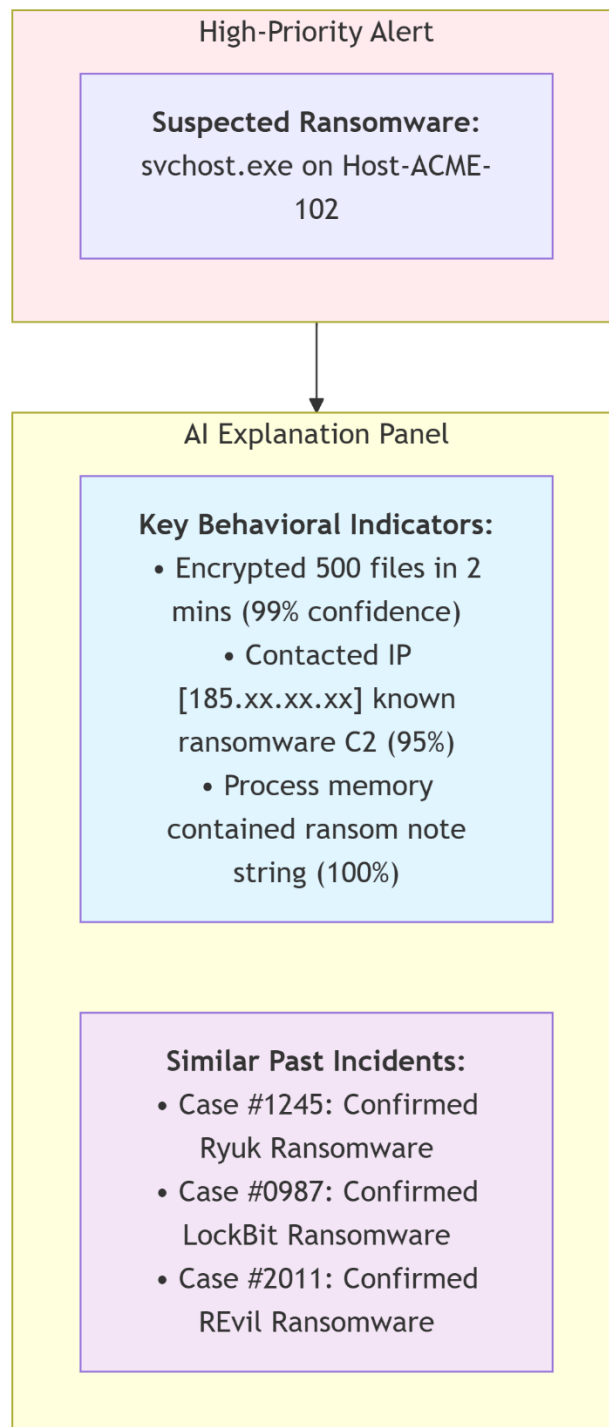 High-Priority Alert
Suspected Ransomware:
svchost.exe on Host-ACME-
102
AI Explanation Panel
Key Behavioral Indicators:
• Encrypted 500 files in 2
mins (99% confidence)
• Contacted IP
[185.xx.xx.xx] known
ransomware C2 (95%)
• Process memory
contained ransom note
string (100%)
Similar Past Incidents:
• Case #1245: Confirmed
Ryuk Ransomware
• Case #0987: Confirmed
LockBit Ransomware
• Case #2011: Confirmed
REvil Ransomware